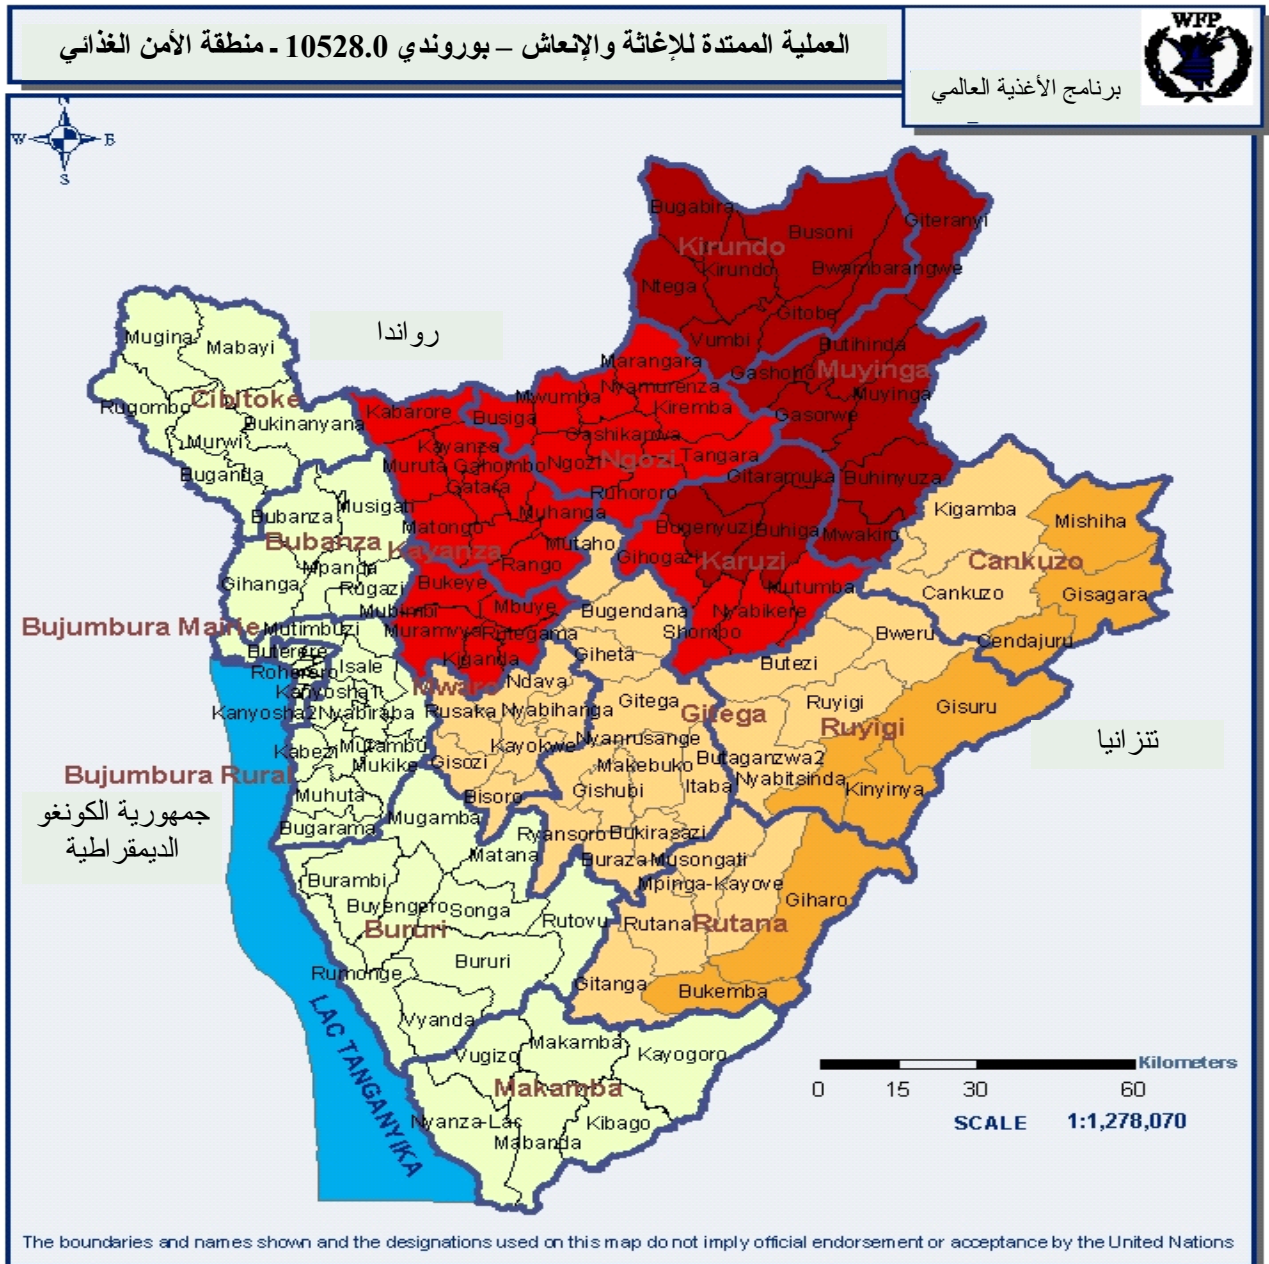 العملية الممتدة للإغاثة والإنعاش – بوروندي 10528.0 - منطقة الأمن الغذائي
WFP
برنامج الأغذية العالمي
N
W E
S
Bugabira
Giteranyi
Busoni
Kirundo
Kirundo
Bwambarangwe
Ntega
Gitobe
رواندا
Mugina
Mabayi
Vumbi
Butihinda
Marangara
Gashoho
Muyinga
Nyamurenza
Muyinga
Cibitoke
Mwumba
Kiremba
Rugombo
Kabarore
Busiga
Gasorwe
Bukinanyana
Gashikanwa
Murwi
Kayanza
Tangara
Ngozi
Ngozi
Muruta
Gahombo
Buganda
Gitaramuka
Buhinyuza
Gatara
Ruhororo
Musigati
Kigamba
Bubanza
Muhanga
Mishiha
Matongo
Bugenyuzi
Buhiga
Mwakiro
Bubanza
Kayanza
Mutaho
Gihogazi
Karuzi
Cankuzo
Mpanda
Rango
Gihanga
Rugazi
Bukeye
Mutumba
Cankuzo
Gisagara
Mubimbi
Mbuye
Bugendana
Nyabikere
Bujumbura Mairie
Mutimbuzi
Muramvya
Rutegama
Shombo
Bweru
Cendajuru
Buterere
Giheta
Isale
Kiganda
Butezi
Rohero
Ndava
Kanyosha1
Mwaro
Gitega
Ruyigi
Gisuru
Kanyosha2
Nyabiraba
Rusaka
Nyabihanga
Gitega
Ruyigi
تنزانيا
Kabezi
Mutambu
Kayokwe
Nyanrusange
Mukike
Gisozi
Makebuko
Butaganzwa2
Bujumbura Rural
Nyabitsinda
Itaba
Kinyinya
Muhuta
Bisoro
Gishubi
جمهورية الكونغو
الديمقراطية
Mugamba
Bugarama
Ryansoro
Bukirasazi
Matana
Buraza
Musongati
Burambi
Mpinga-Kayove
Giharo
Buyengero
Songa
Rutovu
Rutana
Rutana
Bururi
Bururi
Rumonge
Gitanga
Bukemba
Vyanda
LAC TANGANYIKA
Makamba
Vugizo
Kayogoro
Makamba
Nyanza-Lac
Kibago
Mabanda
Kilometers
0 15 30 60
SCALE 1:1,278,070
The boundaries and names shown and the designations used on this map do not imply official endorsement or acceptance by the United Nations